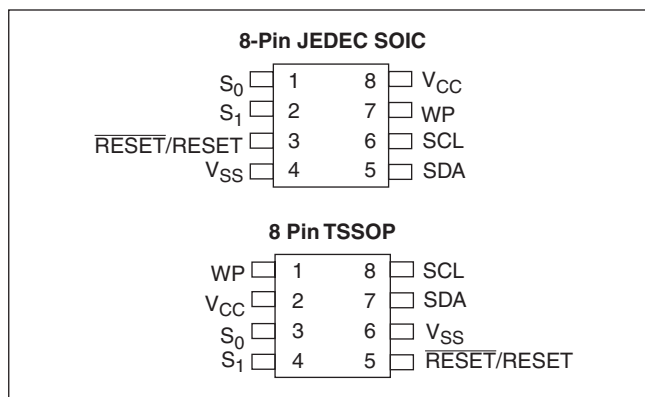 8-Pin JEDEC SOIC
S0 1 8 VCC
S1 2 7 WP
RESET/RESET 3 6 SCL
VSS 4 5 SDA
8 Pin TSSOP
WP 1 8 SCL
VCC 2 7 SDA
S0 3 6 VSS
S1 4 5 RESET/RESET